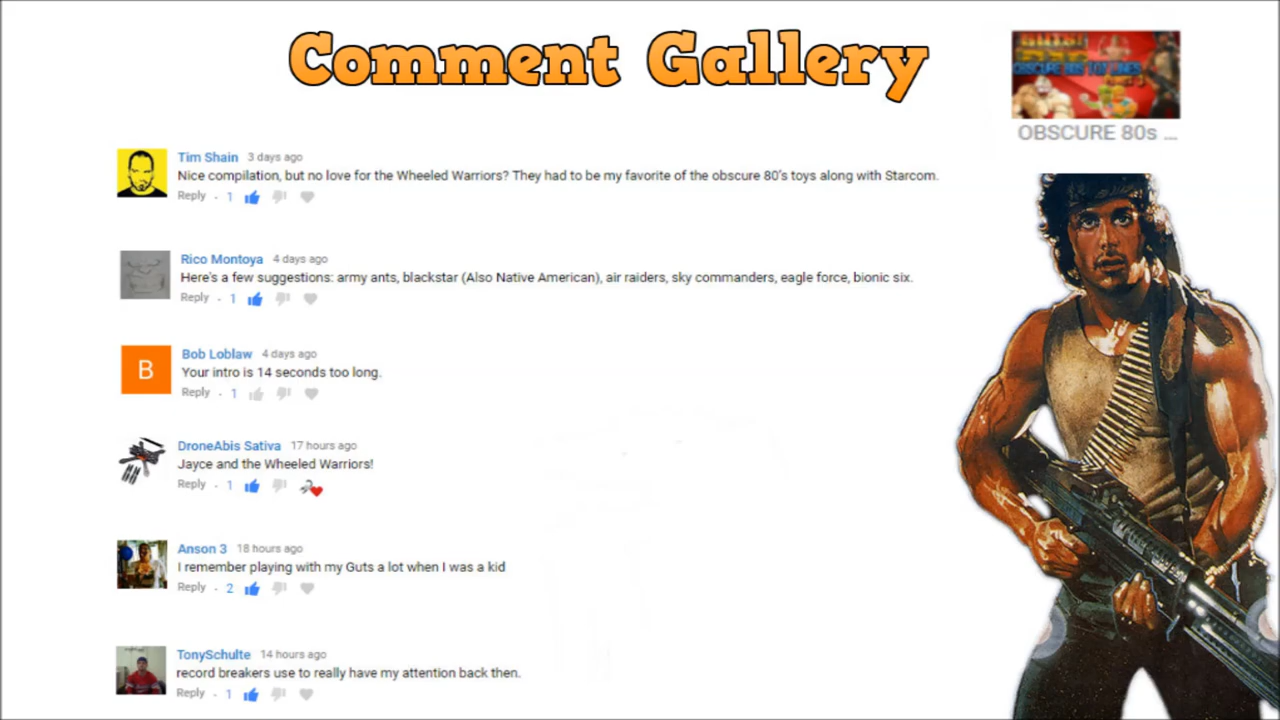 Comment Gallery
OBSCURE 80s ...
Tim Shain 3 days ago
Nice compilation, but no love for the Wheeled Warriors? They had to be my favorite of the obscure 80's toys along with Starcom.
Reply · 1
Rico Montoya 4 days ago
Here's a few suggestions: army ants, blackstar (Also Native American), air raiders, sky commanders, eagle force, bionic six.
Reply · 1
B
Bob Loblaw 4 days ago
Your intro is 14 seconds too long.
Reply · 1
DroneAbis Sativa 17 hours ago
Jayce and the Wheeled Warriors!
Reply · 1
Anson 3 18 hours ago
I remember playing with my Guts a lot when I was a kid
Reply · 2
TonySchulte 14 hours ago
record breakers use to really have my attention back then.
Reply · 1